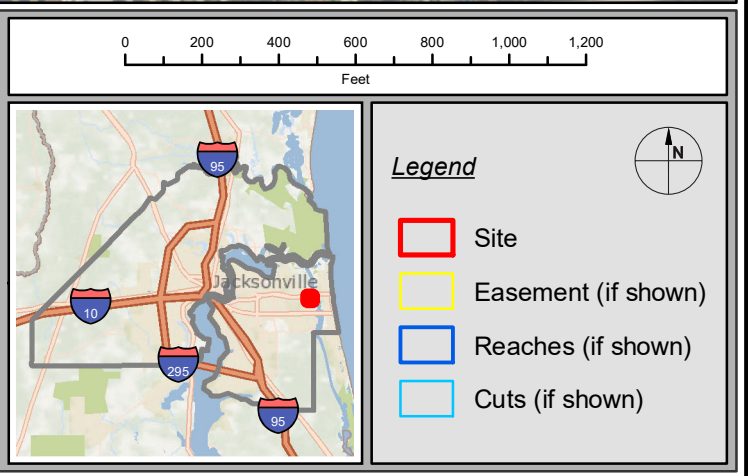 0 200 400 600 800 1,000 1,200
Feet
95
Jacksonville
10
295
95
N
Legend
Site
Easement (if shown)
Reaches (if shown)
Cuts (if shown)